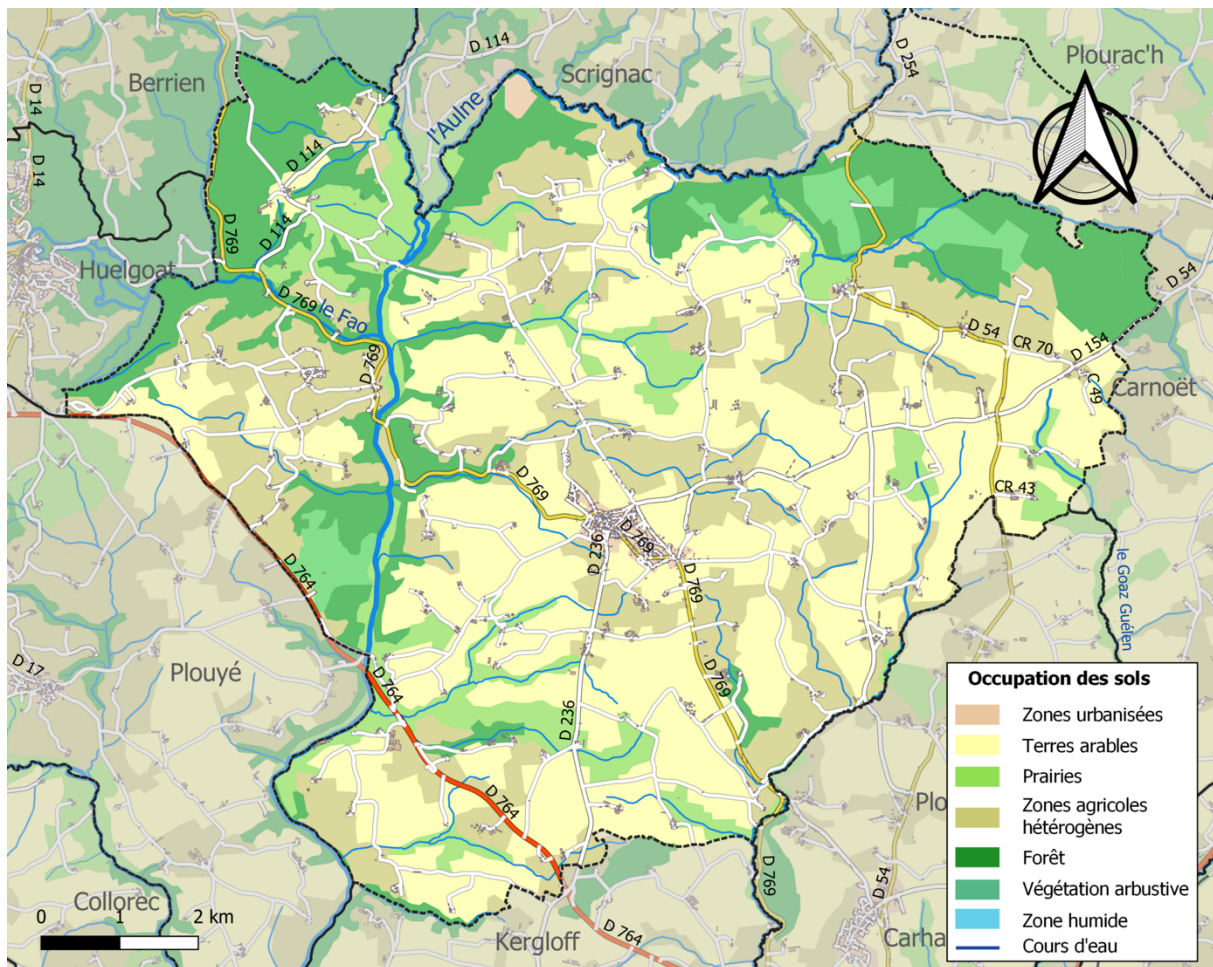 D 114
D 254
Plourac'h
Berrien
Scrignac
D 14
l'Aulne
D 14
D 114
D 769
D 114
Huelgoat
D 54
D 769
le Fao
D 54
CR 70
D 154
D 769
C 49
Carnoët
D 769
CR 43
D 236
D 769
D 769
D 764
le Goaz Guélen
Plouyé
D 17
D 764
D 769
D 236
D 764
Plo
Collorec
D 769
D 54
Kergloff
D 764
Carha
0 1 2 km
Occupation des sols
Zones urbanisées
Terres arables
Prairies
Zones agricoles
hétérogènes
Forêt
Végétation arbustive
Zone humide
Cours d'eau